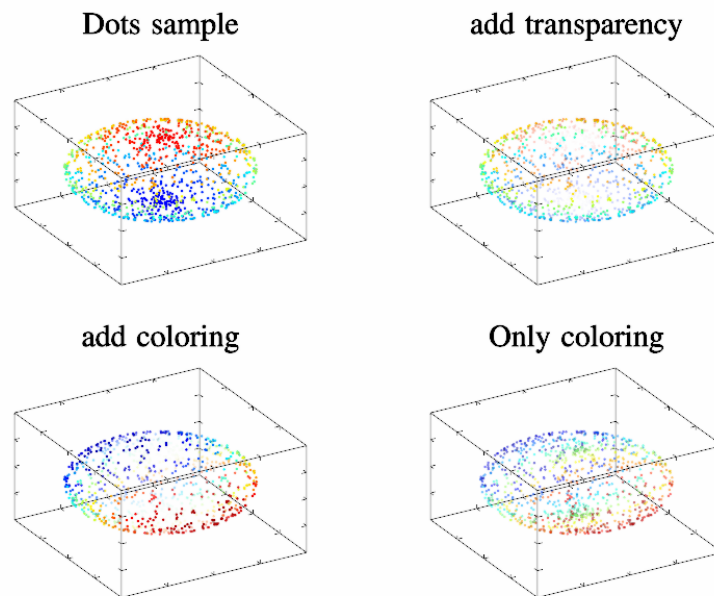 Dots sample
add transparency
add coloring
Only coloring